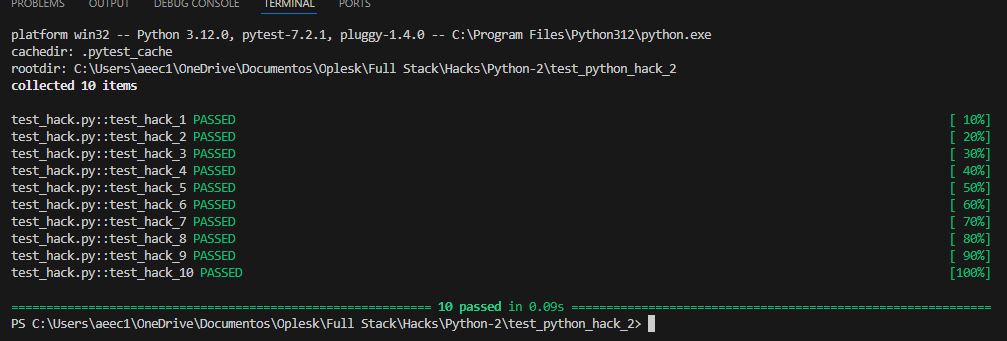 PROBLEMS OUTPUT DEBUG CONSOLE TERMINAL PORTS
platform win32 -- Python 3.12.0, pytest-7.2.1, pluggy-1.4.0 -- C:\Program Files\Python312\python.exe
cachedir: .pytest_cache
rootdir: C:\Users\aeec1\OneDrive\Documentos\Oplesk\Full Stack\Hacks\Python-2\test_python_hack_2
collected 10 items
test_hack.py::test_hack_1 PASSED [ 10%]
test_hack.py::test_hack_2 PASSED [ 20%]
test_hack.py::test_hack_3 PASSED [ 30%]
test_hack.py::test_hack_4 PASSED [ 40%]
test_hack.py::test_hack_5 PASSED [ 50%]
test_hack.py::test_hack_6 PASSED [ 60%]
test_hack.py::test_hack_7 PASSED [ 70%]
test_hack.py::test_hack_8 PASSED [ 80%]
test_hack.py::test_hack_9 PASSED [ 90%]
test_hack.py::test_hack_10 PASSED [100%]
============================================================ 10 passed in 0.09s ============================================================
PS C:\Users\aeec1\OneDrive\Documentos\Oplesk\Full Stack\Hacks\Python-2\test_python_hack_2>